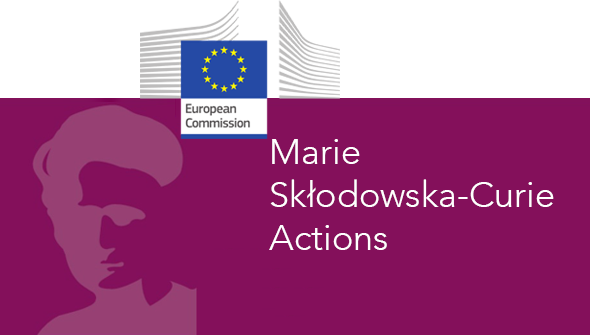 European
Commission
Marie
Skłodowska-Curie
Actions